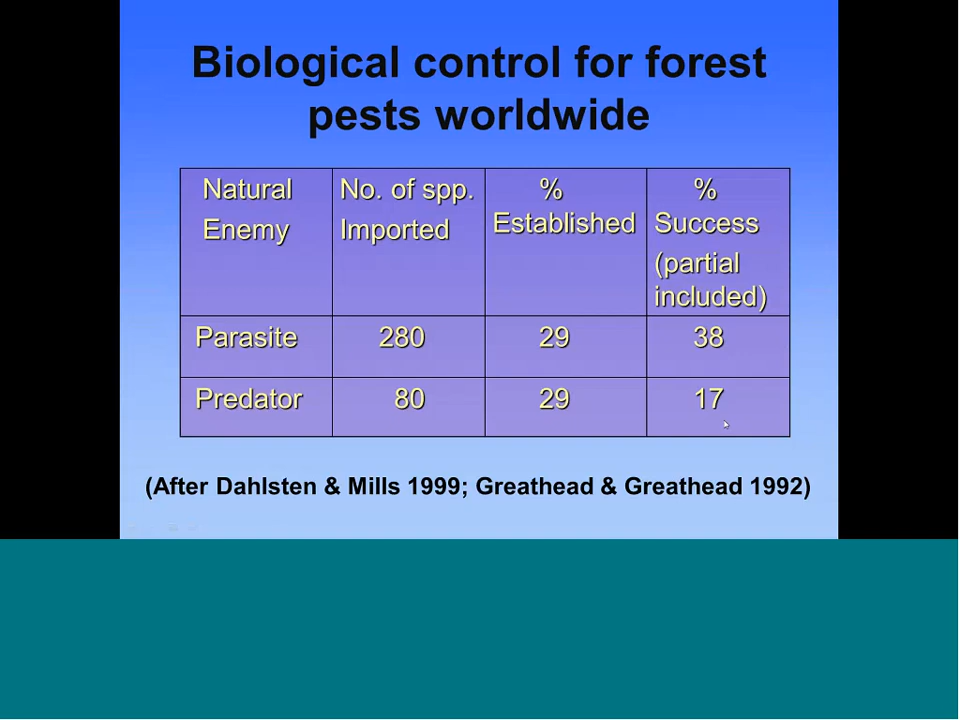 Biological control for forest
pests worldwide
Natural
Enemy
No. of spp.
Imported
%
Established
%
Success
(partial
included)
Parasite 280 29 38
Predator 80 29 17
(After Dahlsten & Mills 1999; Greathead & Greathead 1992)